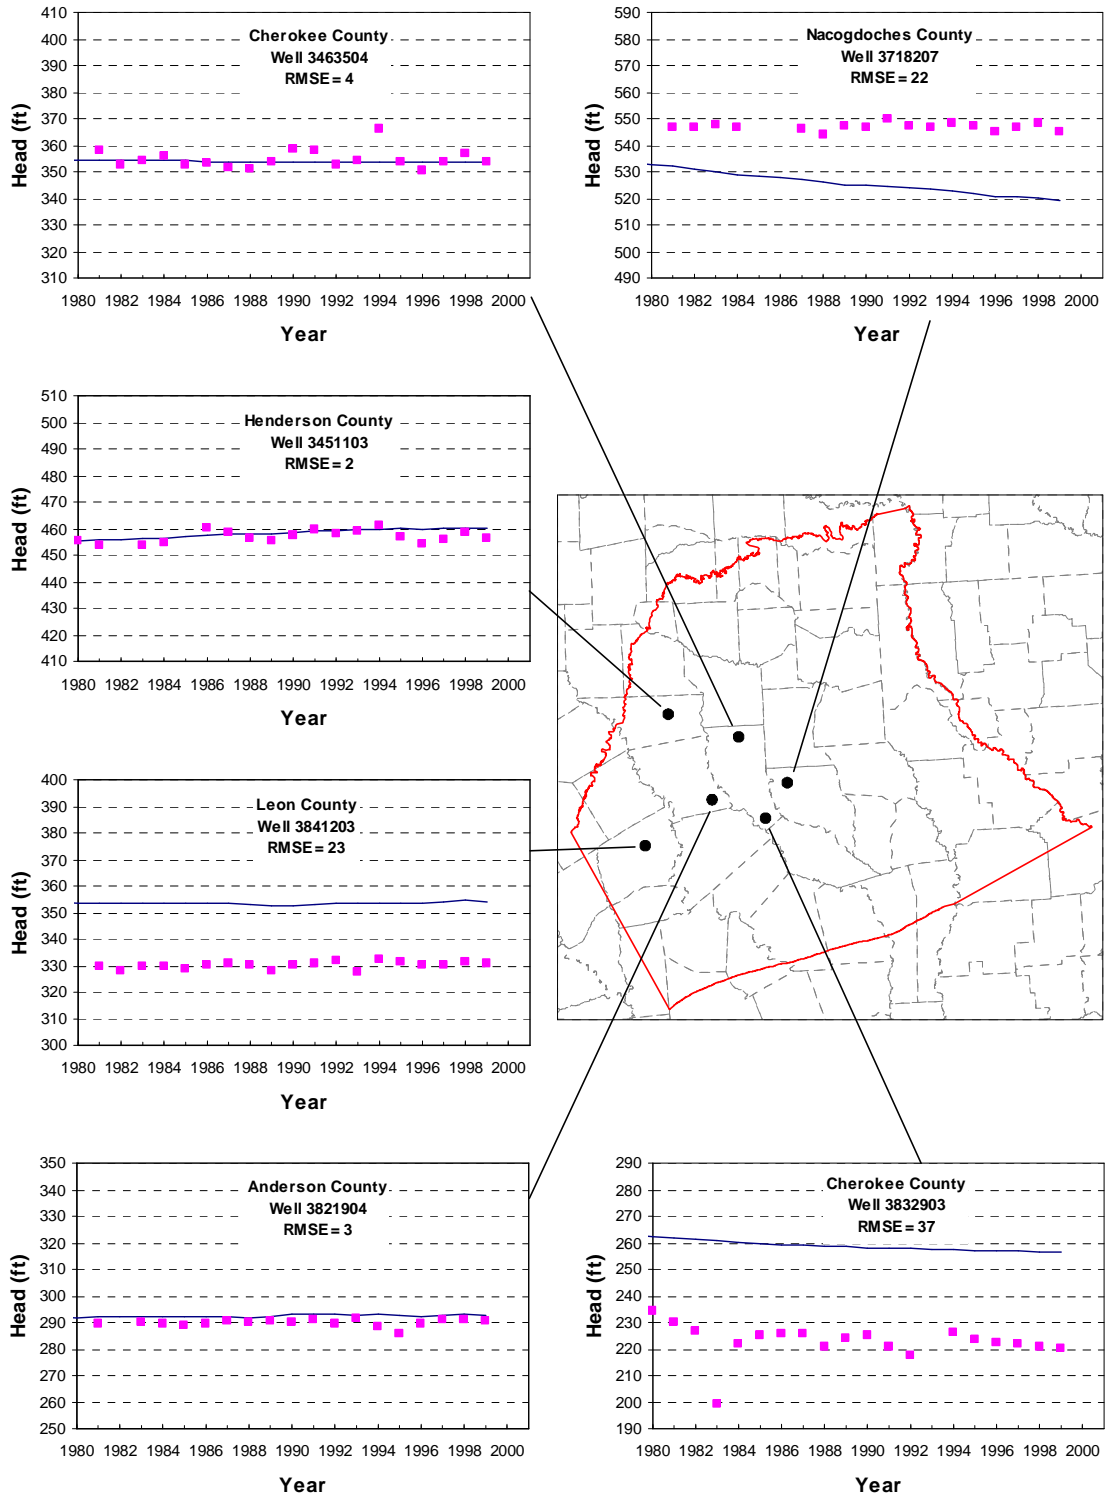 Cherokee County
Well 3463504
RMSE = 4
Head (ft)
410
400
390
380
370
360
350
340
330
320
310
1980 1982 1984 1986 1988 1990 1992 1994 1996 1998 2000
Year
Nacogdoches County
Well 3718207
RMSE = 22
Head (ft)
590
580
570
560
550
540
530
520
510
500
490
1980 1982 1984 1986 1988 1990 1992 1994 1996 1998 2000
Year
Henderson County
Well 3451103
RMSE = 2
Head (ft)
510
500
490
480
470
460
450
440
430
420
410
1980 1982 1984 1986 1988 1990 1992 1994 1996 1998 2000
Year
Leon County
Well 3841203
RMSE = 23
Head (ft)
400
390
380
370
360
350
340
330
320
310
300
1980 1982 1984 1986 1988 1990 1992 1994 1996 1998 2000
Year
Anderson County
Well 3821904
RMSE = 3
Head (ft)
350
340
330
320
310
300
290
280
270
260
250
1980 1982 1984 1986 1988 1990 1992 1994 1996 1998 2000
Year
Cherokee County
Well 3832903
RMSE = 37
Head (ft)
290
280
270
260
250
240
230
220
210
200
190
1980 1982 1984 1986 1988 1990 1992 1994 1996 1998 2000
Year